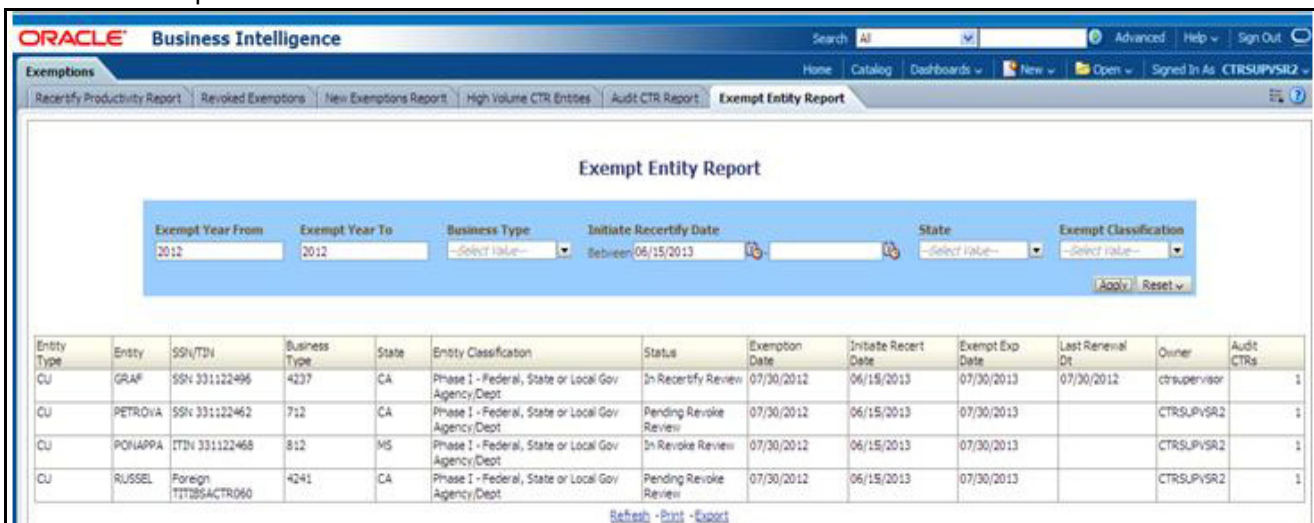 ORACLE Business Intelligence Search All Advanced Help Sign Out
Exemptions Home Catalog Dashboards New Open Signed In As CTRSUPVSR2
Recertify Productivity Report Revoked Exemptions New Exemptions Report High Volume CTR Entities Audit CTR Report Exempt Entity Report
Exempt Entity Report
Exempt Year From Exempt Year To Business Type Initiate Recertify Date State Exempt Classification
2012 2012 --Select Value-- Between 06/15/2013 - --Select Value-- --Select Value--
Apply Reset
Entity Type Entity SSN/TIN Business Type State Entity Classification Status Exemption Date Initiate Recert Date Exempt Exp Date Last Renewal Dt Owner Audit CTRs
CU GRAF SSN 331122496 4237 CA Phase I - Federal, State or Local Gov Agency/Dept In Recertify Review 07/30/2012 06/15/2013 07/30/2013 07/30/2012 ctrsupervisor 1
CU PETROVA SSN 331122462 712 CA Phase I - Federal, State or Local Gov Agency/Dept Pending Revoke Review 07/30/2012 06/15/2013 07/30/2013 CTRSUPVSR2 1
CU PONAPPA ITIN 331122468 812 MS Phase I - Federal, State or Local Gov Agency/Dept In Revoke Review 07/30/2012 06/15/2013 07/30/2013 CTRSUPVSR2 1
CU RUSSEL Foreign TITIBSACTR060 4241 CA Phase I - Federal, State or Local Gov Agency/Dept Pending Revoke Review 07/30/2012 06/15/2013 07/30/2013 CTRSUPVSR2 1
Refresh - Print - Export